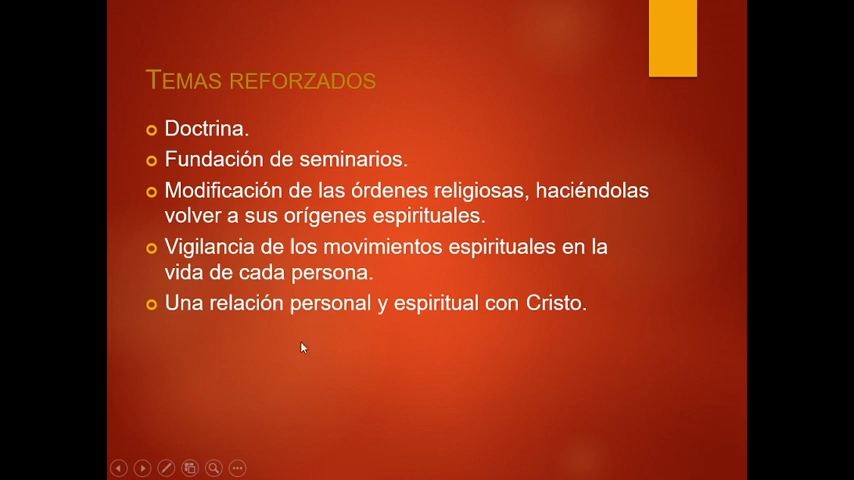 TEMAS REFORZADOS
Doctrina.
Fundación de seminarios.
Modificación de las órdenes religiosas, haciéndolas
volver a sus orígenes espirituales.
Vigilancia de los movimientos espirituales en la
vida de cada persona.
Una relación personal y espiritual con Cristo.